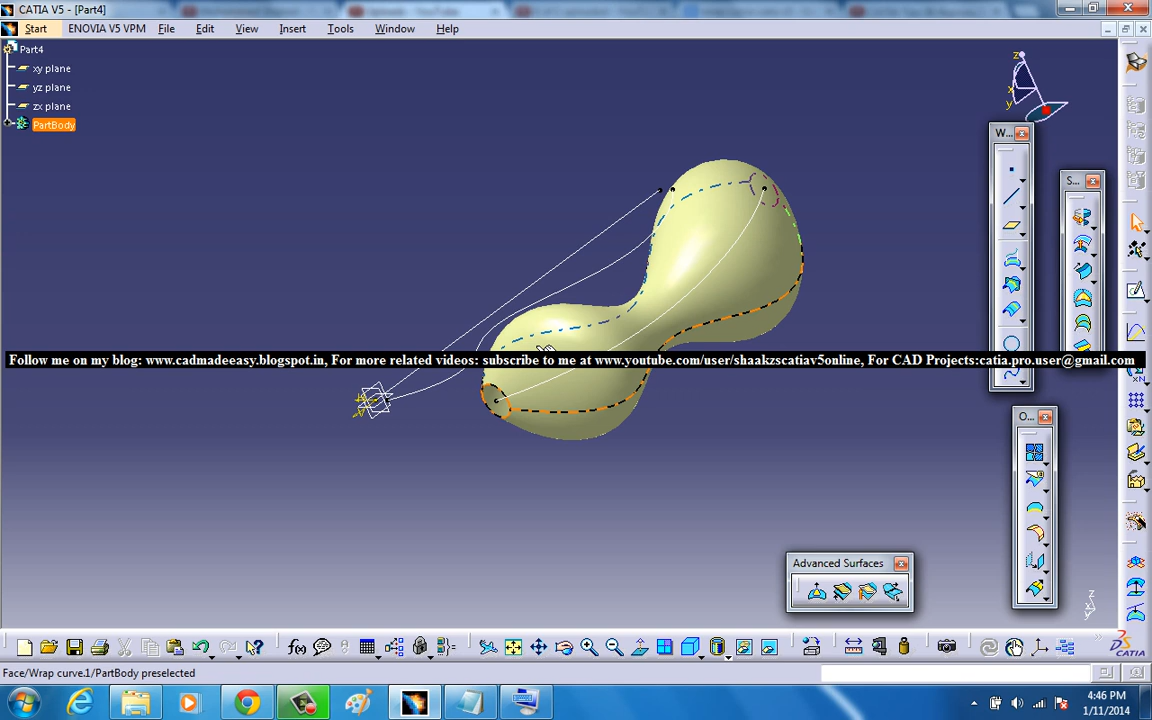 CATIA V5 - [Part4]
Start ENOVIA V5 VPM File Edit View Insert Tools Window Help
Part4
xy plane
yz plane
zx plane
PartBody
z
x
y
W...
S...
Follow me on my blog: www.cadmadeeasy.blogspot.in, For more related videos: subscribe to me at www.youtube.com/user/shaakzscatiav5online, For CAD Projects:catia.pro.user@gmail.com
O...
Advanced Surfaces
z
f(x)
CATIA
Face/Wrap curve.1/PartBody preselected
4:46 PM
1/11/2014